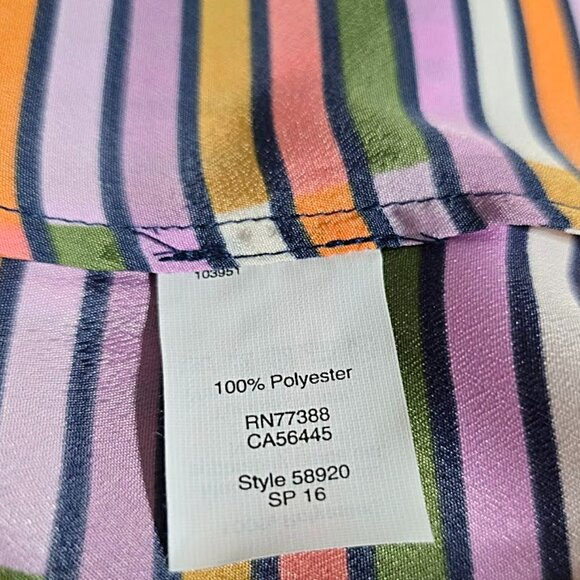 103951
100% Polyester
RN77388
CA56445
Style 58920
SP 16